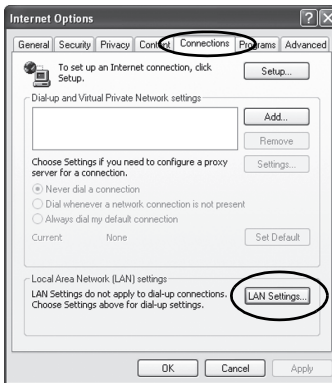 Internet Options
General Security Privacy Content Connections Programs Advanced
To set up an Internet connection, click
Setup.
Setup...
Dial-up and Virtual Private Network settings
Add...
Remove
Choose Settings if you need to configure a proxy
server for a connection.
Settings...
Never dial a connection
Dial whenever a network connection is not present
Always dial my default connection
Current None
Set Default
Local Area Network (LAN) settings
LAN Settings do not apply to dial-up connections.
Choose Settings above for dial-up settings.
LAN Settings...
OK Cancel Apply